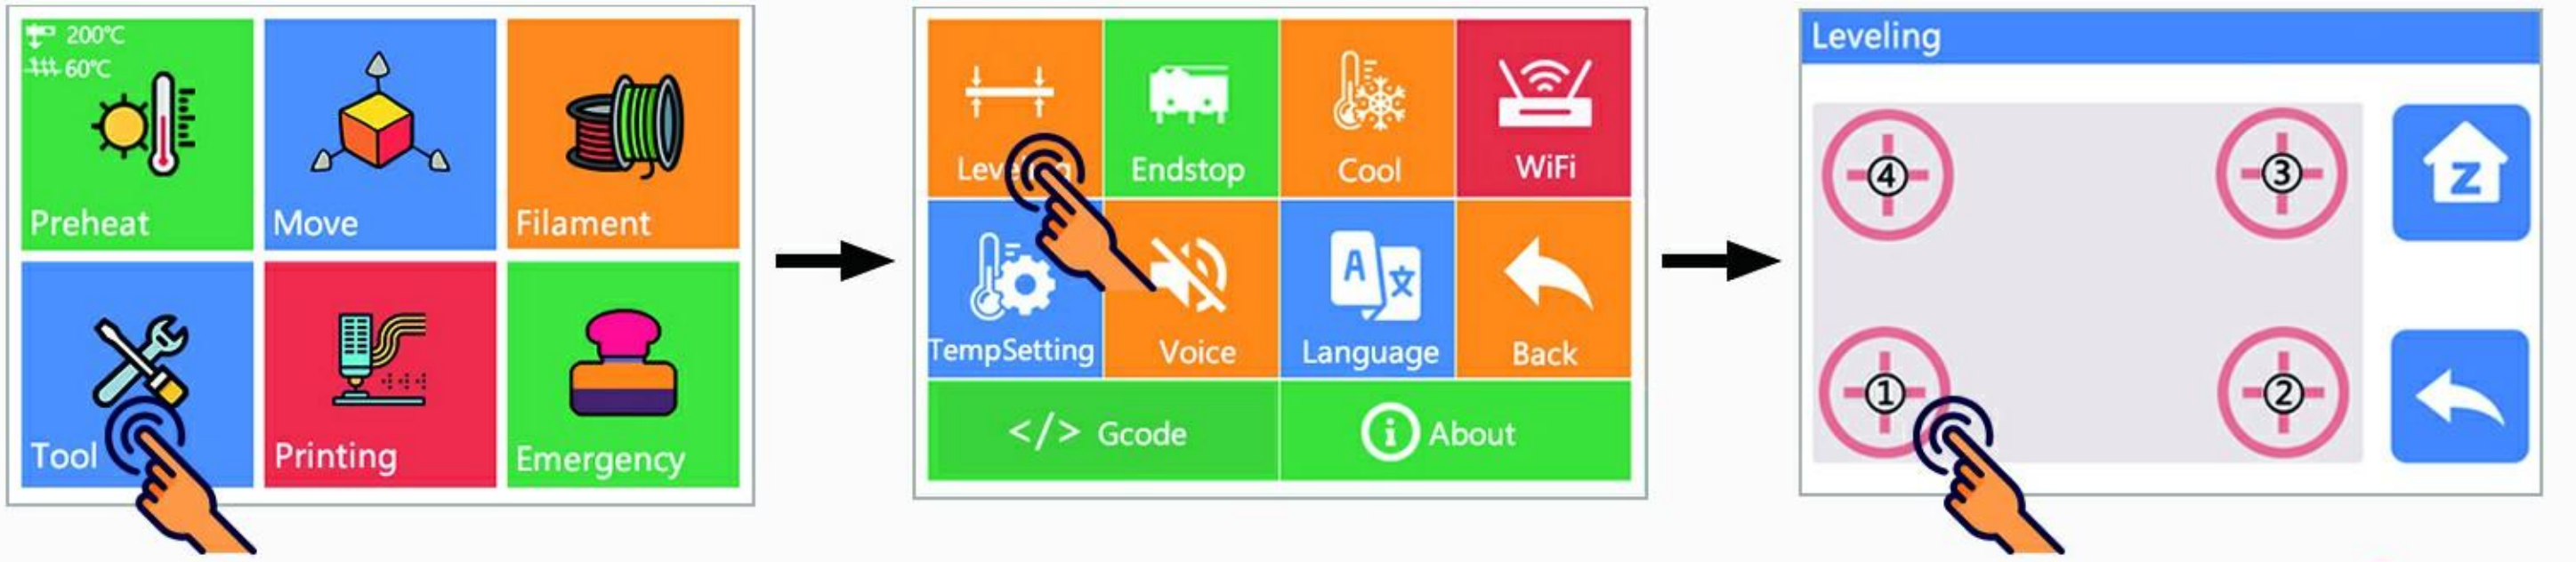 200℃
60℃
Preheat
Move
Filament
Tool
Printing
Emergency
Endstop
Cool
WiFi
TempSetting
A 文
Voice
Language
Back
</> Gcode
i About
Leveling
4
3
Z
1
2